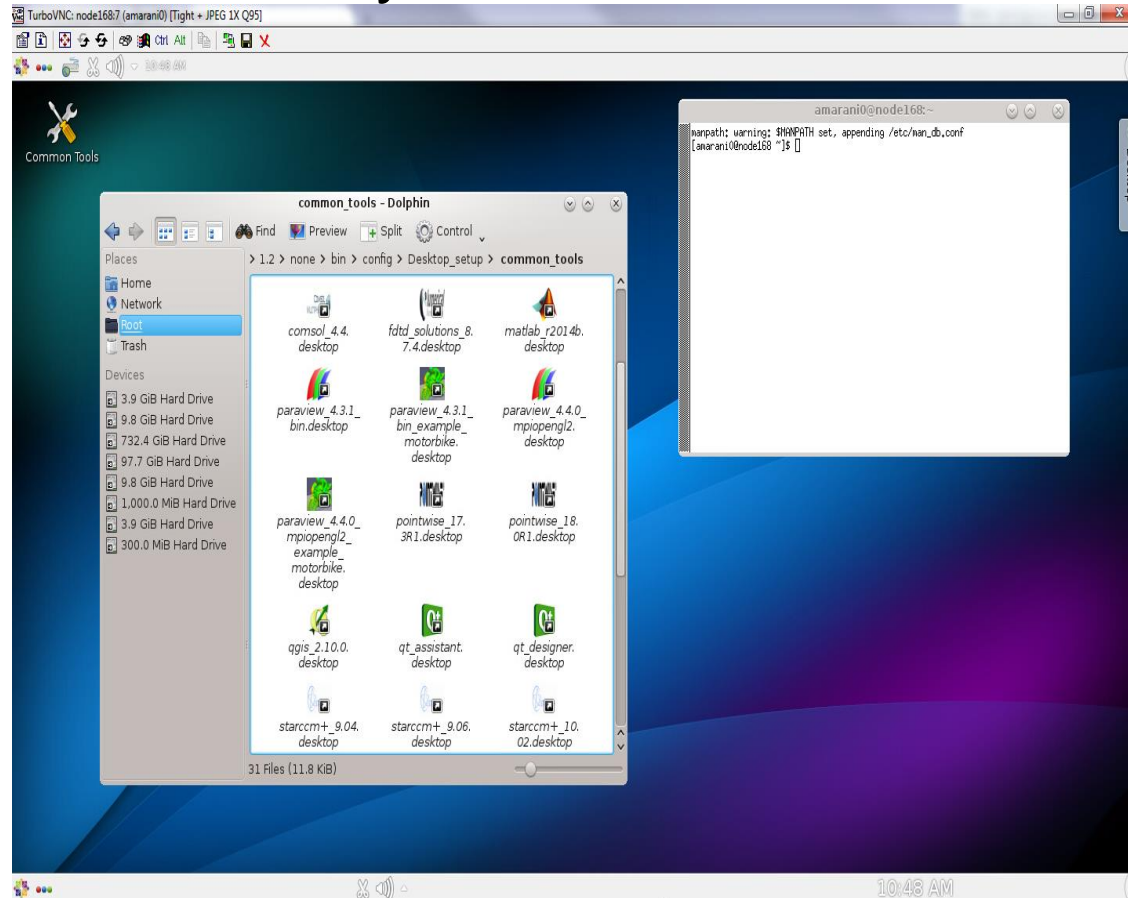 TurboVNC: node168:7 (amarani0) [Tight + JPEG 1X Q95]
Ctrl Alt
10:48 AM
Common Tools
amarani0@node168:~
manpath: warning: $MANPATH set, appending /etc/man_db.conf
[amarani0@node168 ~]$
common_tools - Dolphin
Find Preview Split Control
Places
> 1.2 > none > bin > config > Desktop_setup > common_tools
Home
Network
Root
Trash
Devices
3.9 GiB Hard Drive
9.8 GiB Hard Drive
732.4 GiB Hard Drive
97.7 GiB Hard Drive
9.8 GiB Hard Drive
1,000.0 MiB Hard Drive
3.9 GiB Hard Drive
300.0 MiB Hard Drive
comsol_4.4.
desktop
fdtd_solutions_8.
7.4.desktop
matlab_r2014b.
desktop
paraview_4.3.1_
bin.desktop
paraview_4.3.1_
bin_example_
motorbike.
desktop
paraview_4.4.0_
mpiopengl2.
desktop
paraview_4.4.0_
mpiopengl2_
example_
motorbike.
desktop
pointwise_17.
3R1.desktop
pointwise_18.
0R1.desktop
qgis_2.10.0.
desktop
qt_assistant.
desktop
qt_designer.
desktop
starccm+_9.04.
desktop
starccm+_9.06.
desktop
starccm+_10.
02.desktop
31 Files (11.8 KiB)
10:48 AM